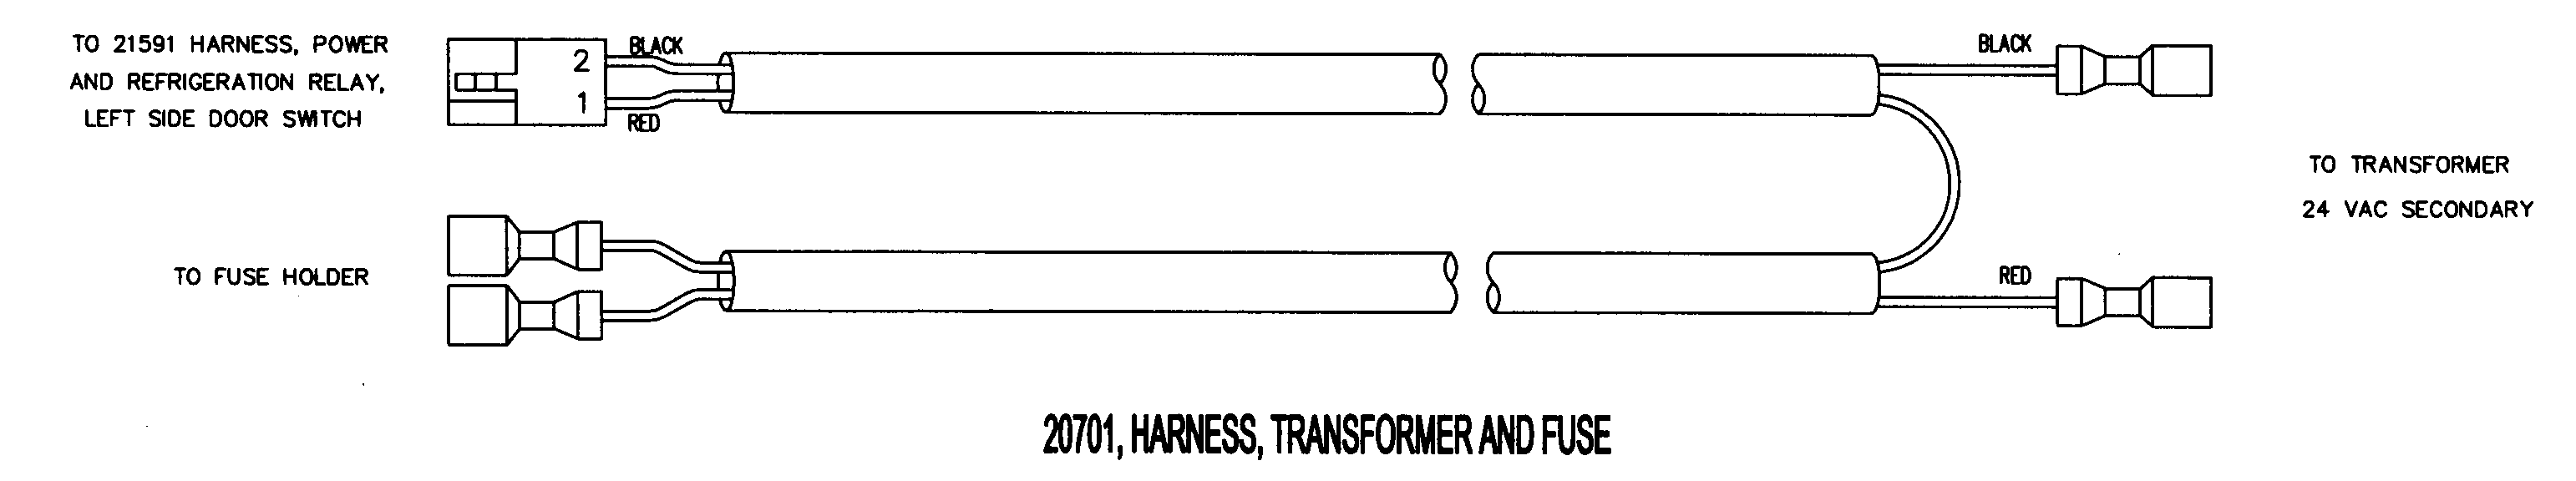 TO 21591 HARNESS, POWER
AND REFRIGERATION RELAY,
LEFT SIDE DOOR SWITCH
2
1
BLACK
RED
BLACK
TO TRANSFORMER
24 VAC SECONDARY
TO FUSE HOLDER
RED
20701, HARNESS, TRANSFORMER AND FUSE